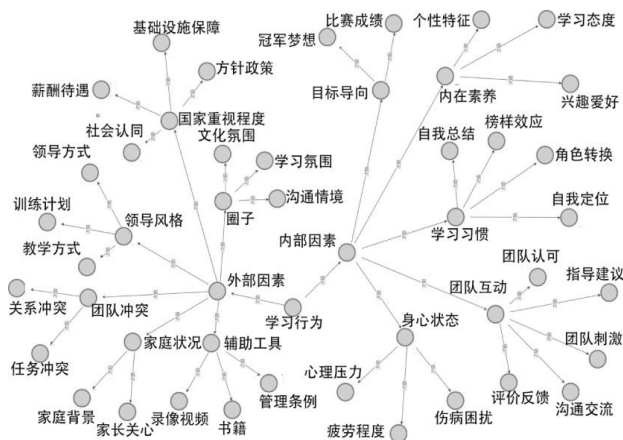 基础设施保障
比赛成绩
个性特征
学习态度
冠军梦想
方针政策
薪酬待遇
目标导向
内在素养
兴趣爱好
国家重视程度
社会认同
文化氛围
自我总结
榜样效应
领导方式
学习氛围
角色转换
训练计划
沟通情境
领导风格
圈子
自我定位
学习习惯
教学方式
内部因素
团队认可
外部因素
团队互动
指导建议
关系冲突
团队冲突
学习行为
身心状态
团队刺激
家庭状况
辅助工具
任务冲突
心理压力
评价反馈
管理条例
沟通交流
家庭背景
录像视频
书籍
伤病困扰
家长关心
疲劳程度